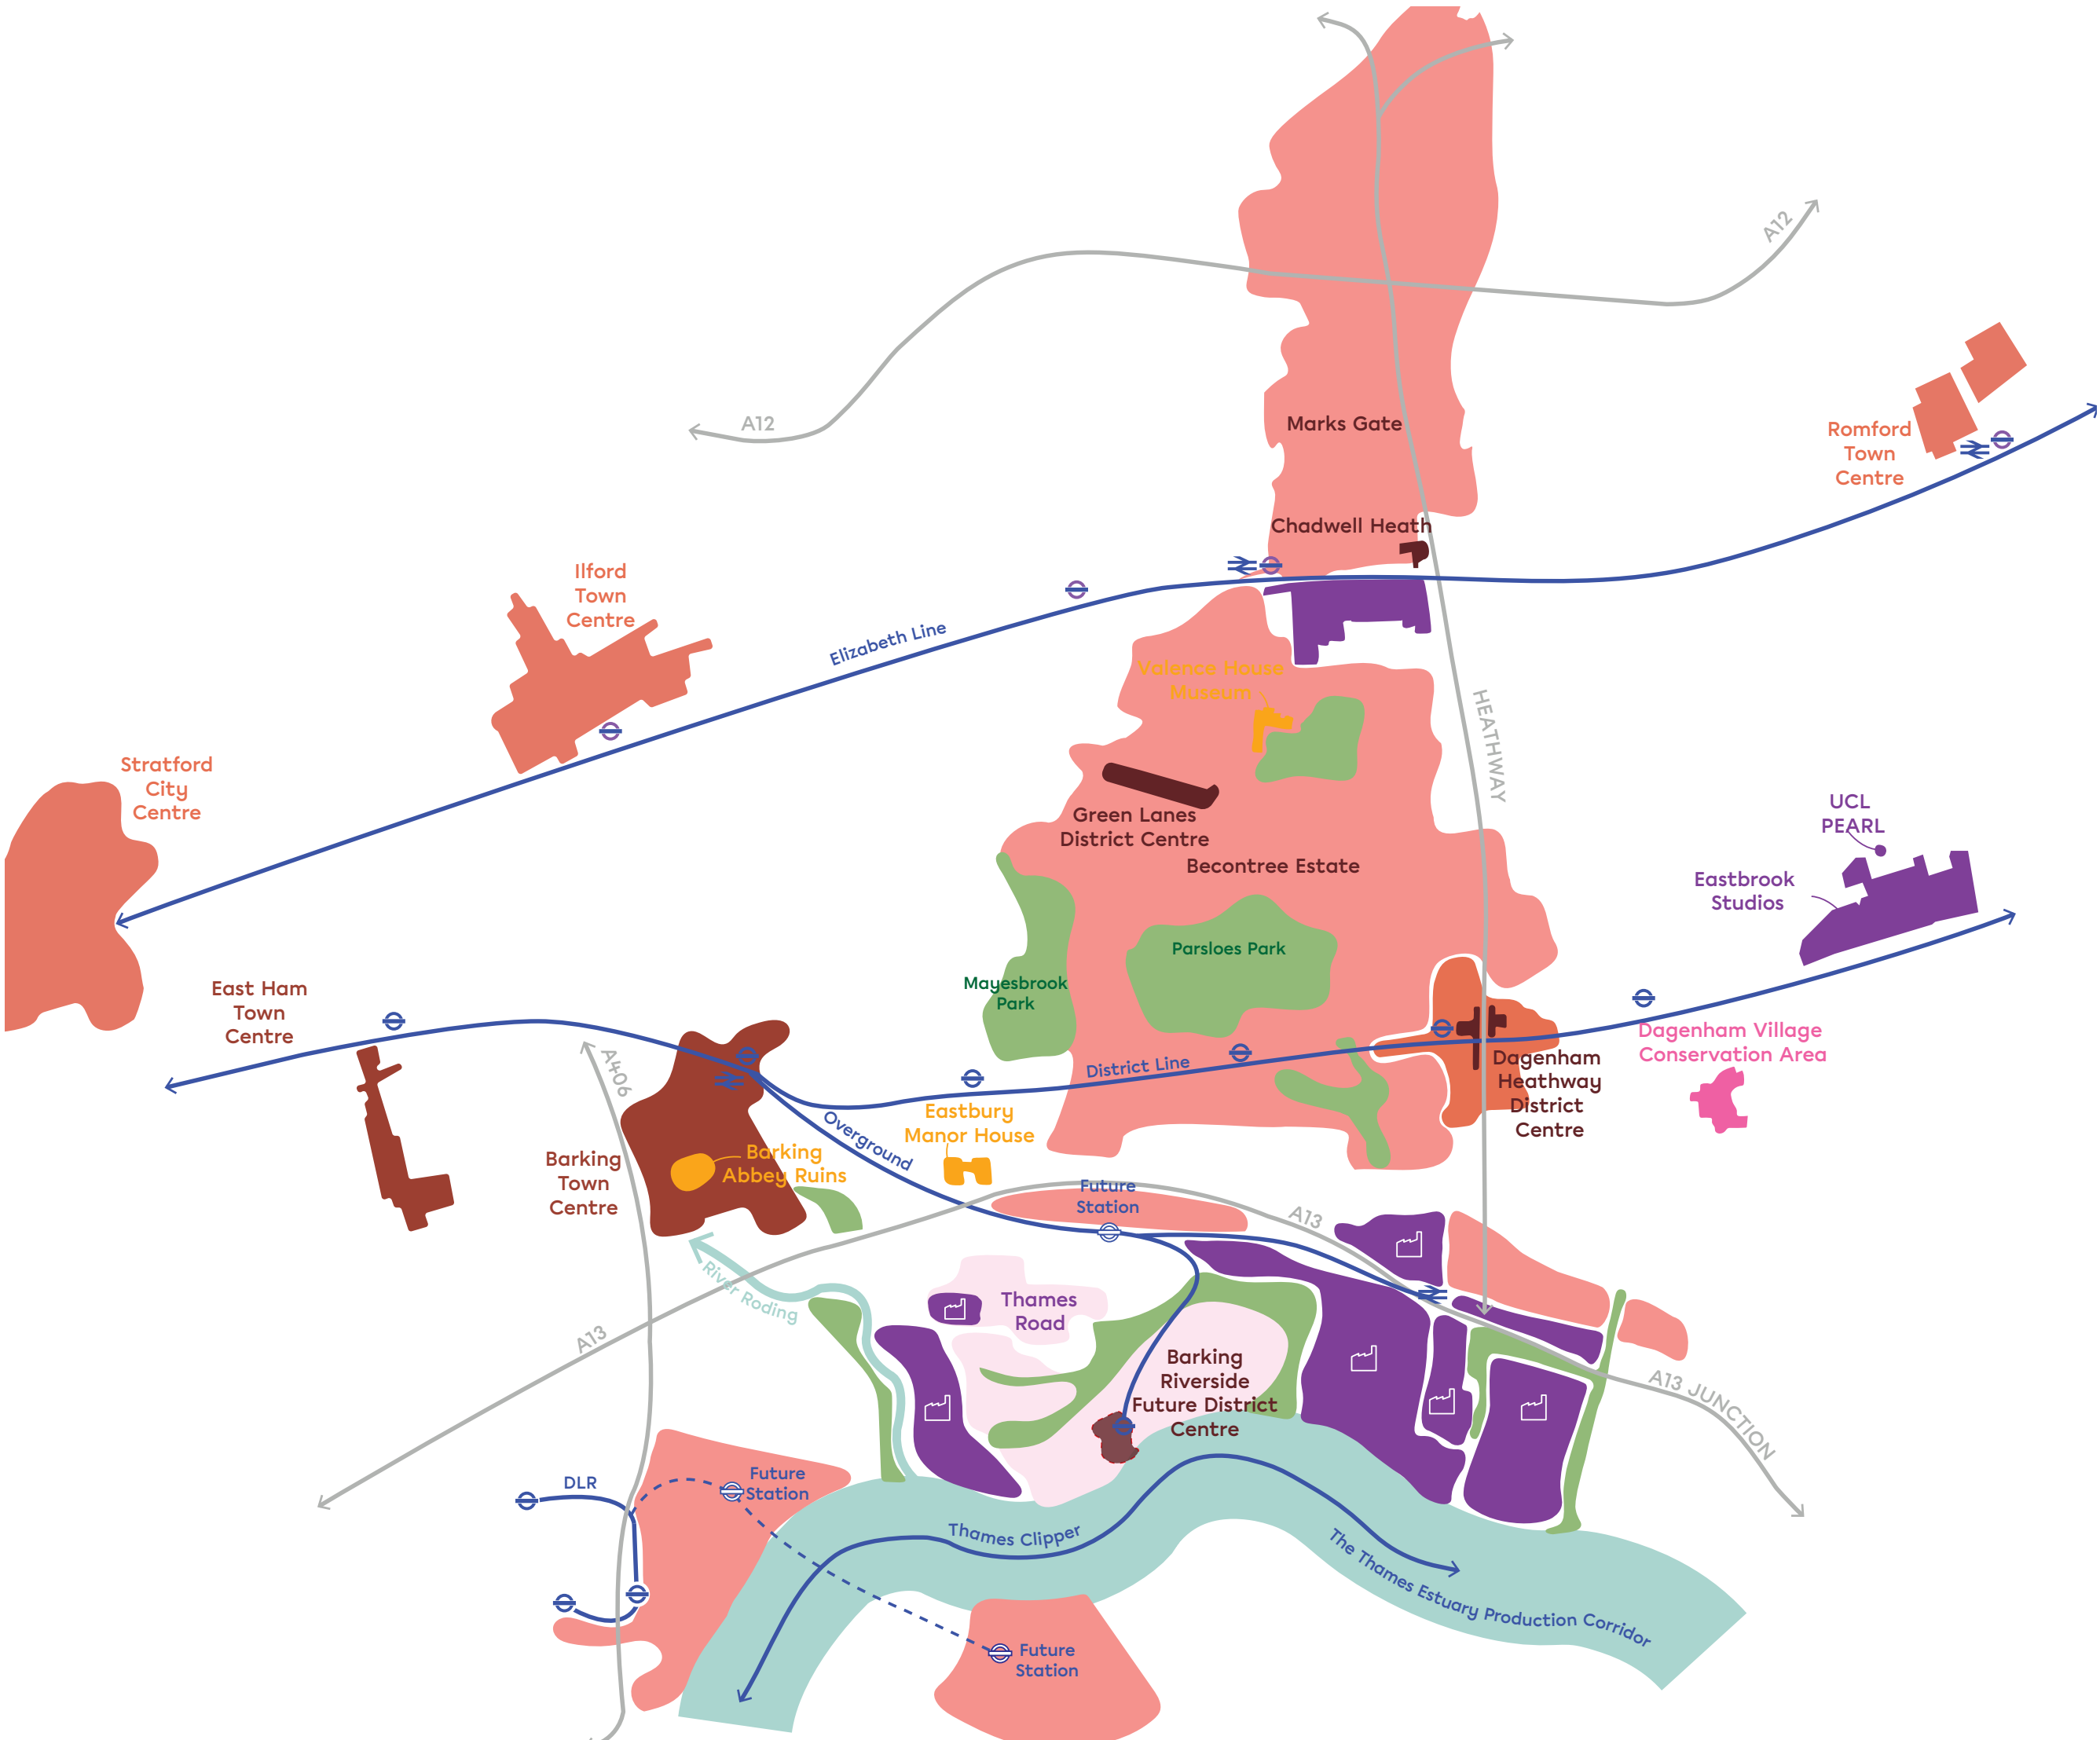 A12
A12
Marks Gate
Romford
Town
Centre
Chadwell Heath
Ilford
Town
Centre
Elizabeth Line
Valence House
Museum
HEATHWAY
Stratford
City
Centre
Green Lanes
District Centre
Becontree Estate
UCL
PEARL
Eastbrook
Studios
Parsloes Park
Mayesbrook
Park
East Ham
Town
Centre
A406
District Line
Dagenham Village
Conservation Area
Dagenham
Heathway
District
Centre
Overground
Eastbury
Manor House
Barking
Town
Centre
Barking
Abbey Ruins
Future
Station
A13
River Roding
Thames
Road
A13
Barking
Riverside
Future District
Centre
A13 JUNCTION
DLR
Future
Station
Thames Clipper
The Thames Estuary Production Corridor
Future
Station